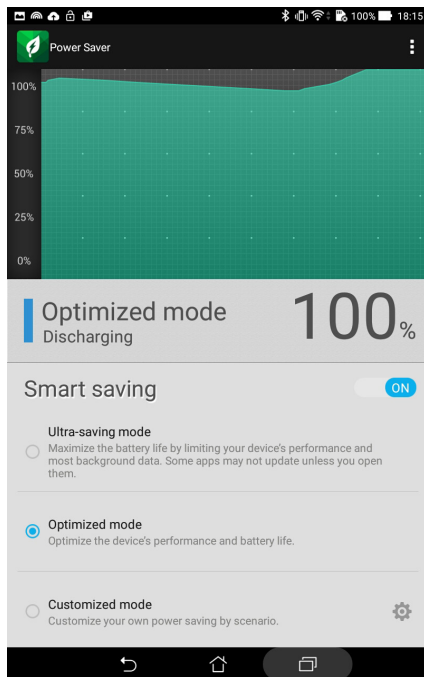 100% 18:15
Power Saver
100%
75%
50%
25%
0%
Optimized mode
Discharging
100%
Smart saving
ON
Ultra-saving mode
Maximize the battery life by limiting your device's performance and
most background data. Some apps may not update unless you open
them.
Optimized mode
Optimize the device's performance and battery life.
Customized mode
Customize your own power saving by scenario.